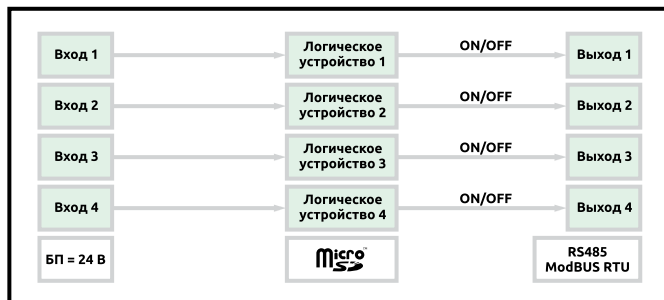 Вход 1
Логическое
устройство 1
ON/OFF
Выход 1
Вход 2
Логическое
устройство 2
ON/OFF
Выход 2
Вход 3
Логическое
устройство 3
ON/OFF
Выход 3
Вход 4
Логическое
устройство 4
ON/OFF
Выход 4
БП = 24 В
Micro
SD
TM
RS485
ModBUS RTU